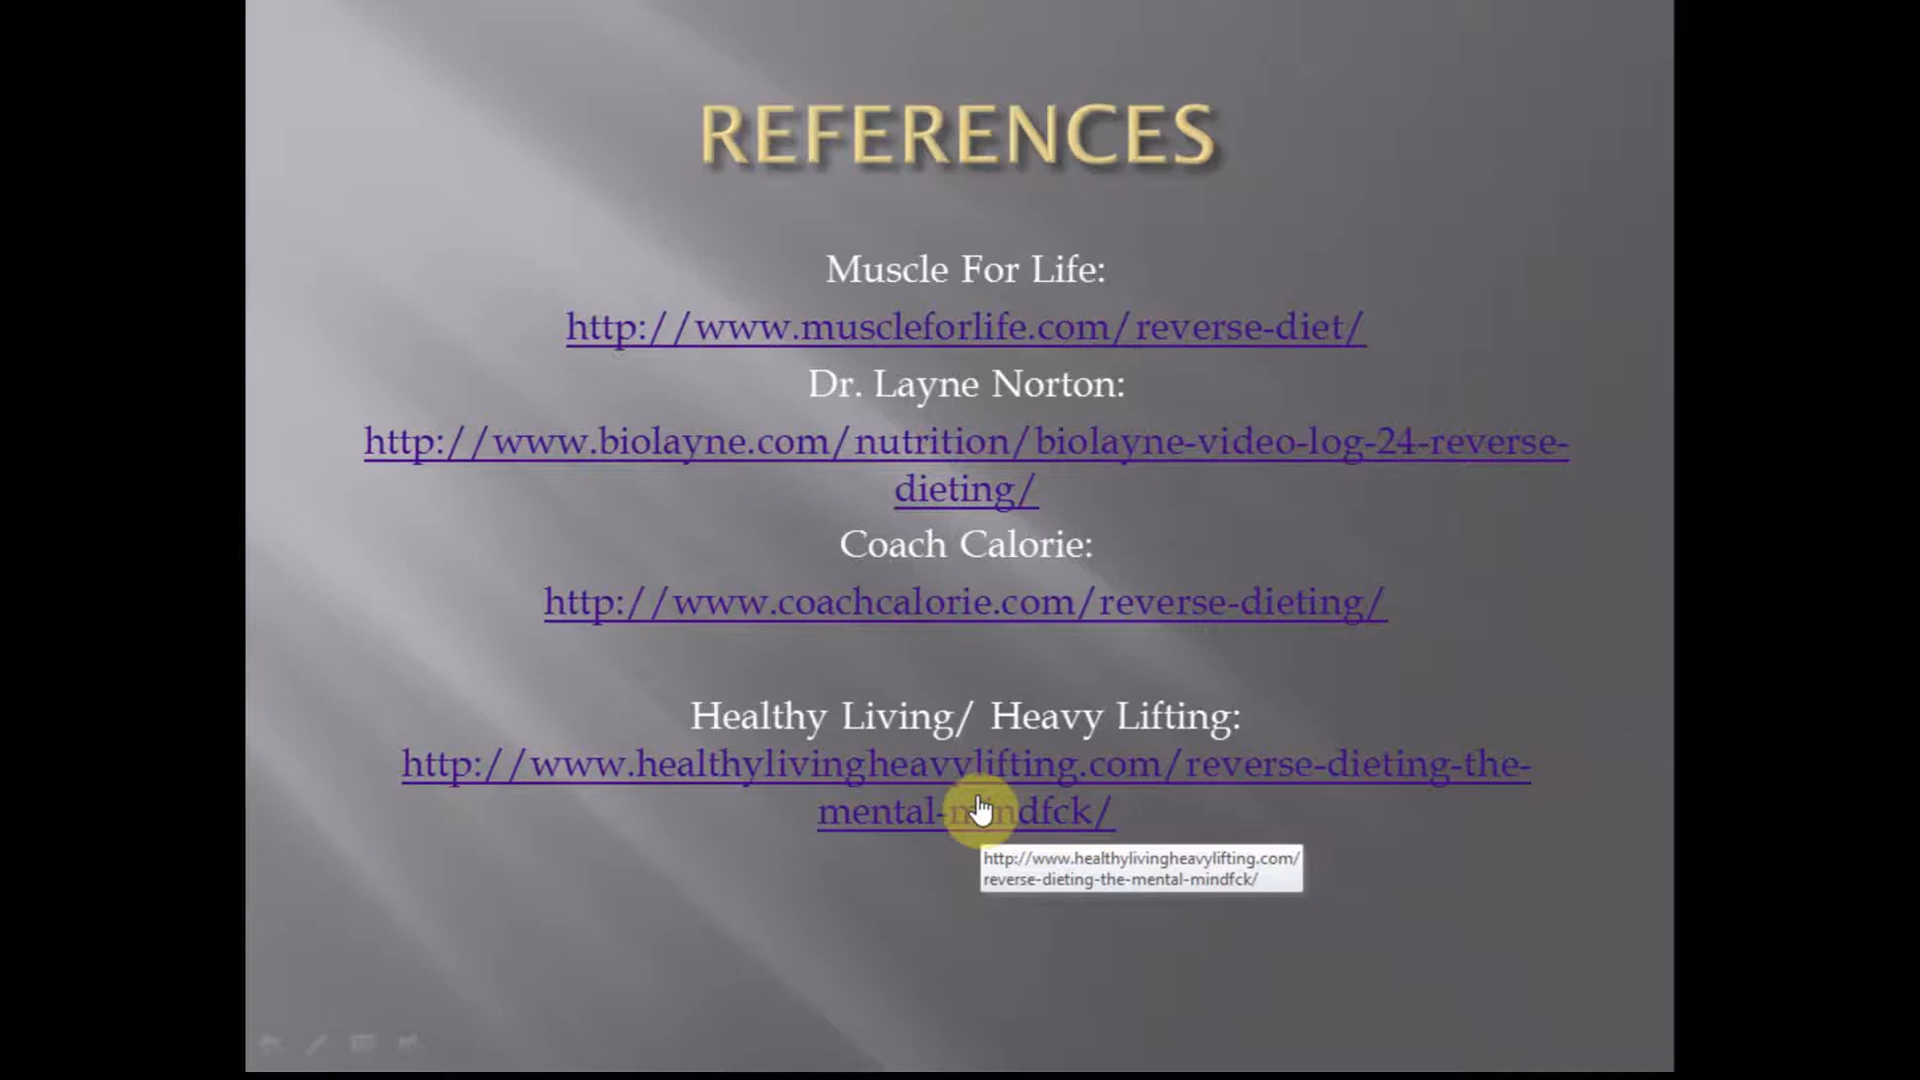 REFERENCES
Muscle For Life:
http://www.muscleforlife.com/reverse-diet/
Dr. Layne Norton:
http://www.biolayne.com/nutrition/biolayne-video-log-24-reverse-
dieting/
Coach Calorie:
http://www.coachcalorie.com/reverse-dieting/
Healthy Living/ Heavy Lifting:
http://www.healthylivingheavylifting.com/reverse-dieting-the-
mental-mindfck/
http://www.healthylivingheavylifting.com/
reverse-dieting-the-mental-mindfck/